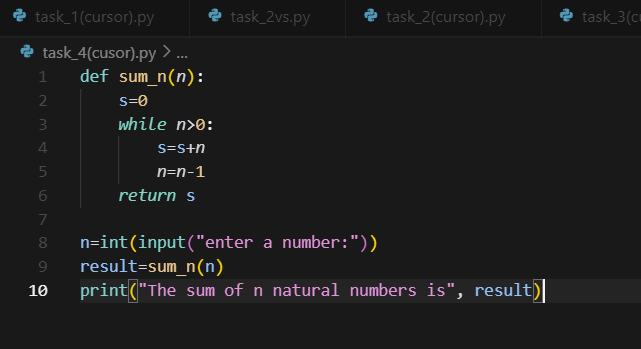 task_1(cursor).py task_2vs.py task_2(cursor).py task_3(c
task_4(cusor).py > ...
1 def sum_n(n):
2     s=0
3     while n>0:
4         s=s+n
5         n=n-1
6     return s
7
8 n=int(input("enter a number:"))
9 result=sum_n(n)
10 print("The sum of n natural numbers is", result)